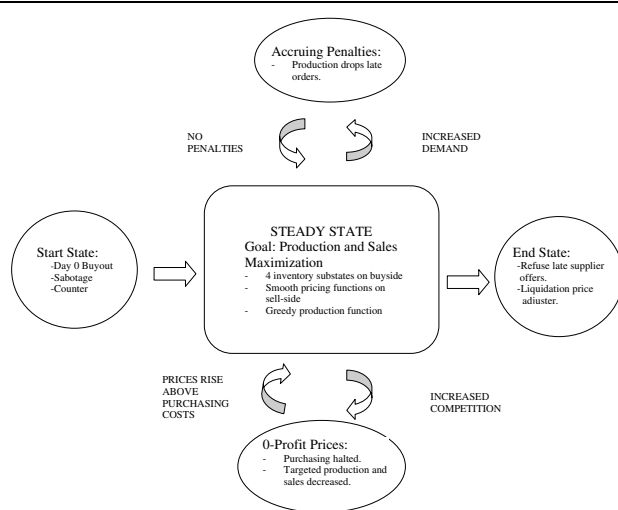 Accruing Penalties:
- Production drops late
orders.
NO
PENALTIES
INCREASED
DEMAND
Start State:
-Day 0 Buyout
-Sabotage
-Counter
STEADY STATE
Goal: Production and Sales
Maximization
- 4 inventory substates on buyside
- Smooth pricing functions on
sell-side
- Greedy production function
End State:
-Refuse late supplier
offers.
-Liquidation price
adjuster.
PRICES RISE
ABOVE
PURCHASING
COSTS
INCREASED
COMPETITION
0-Profit Prices:
- Purchasing halted.
- Targeted production and
sales decreased.